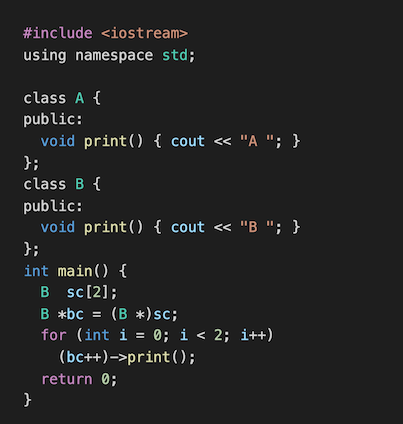 #include <iostream>
using namespace std;

class A {
public:
  void print() { cout << "A "; }
};
class B {
public:
  void print() { cout << "B "; }
};
int main() {
  B  sc[2];
  B *bc = (B *)sc;
  for (int i = 0; i < 2; i++)
    (bc++)->print();
  return 0;
}